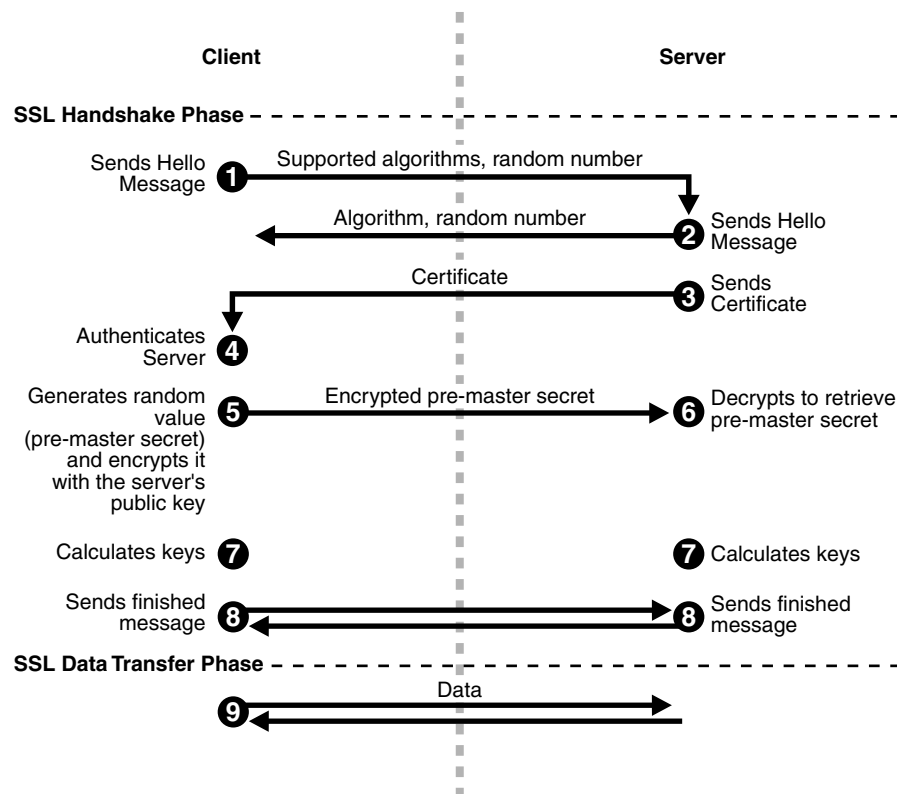 Client
Server
SSL Handshake Phase
Sends Hello
Message
1
Supported algorithms, random number
Algorithm, random number
2
Sends Hello
Message
Certificate
3
Sends
Certificate
Authenticates
Server
4
Generates random
value
(pre-master secret)
and encrypts it
with the server's
public key
5
Encrypted pre-master secret
6
Decrypts to retrieve
pre-master secret
Calculates keys
7
7
Calculates keys
Sends finished
message
8
8
Sends finished
message
SSL Data Transfer Phase
9
Data